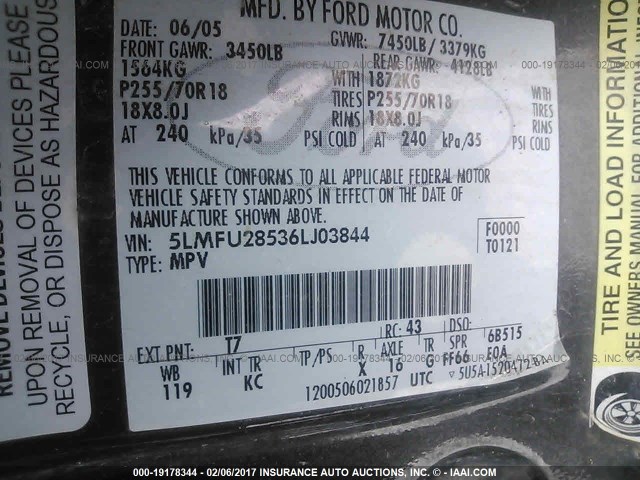 MFD. BY FORD MOTOR CO.
DATE: 06/05 GVWR: 7450LB/ 3379KG
FRONT GAWR: 3450LB REAR GAWR: 4128LB
1564KG WITH 1872KG WITH
P255/70R18 TIRES P255/70R18 TIRES
18X8.0J RIMS 18X8.0J RIMS
AT 240 kPa/35 PSI COLD AT 240 kPa/35 PSI COLD
THIS VEHICLE CONFORMS TO ALL APPLICABLE FEDERAL MOTOR
VEHICLE SAFETY STANDARDS IN EFFECT ON THE DATE OF
MANUFACTURE SHOWN ABOVE.
VIN: 5LMFU28536LJ03844 F0000
TYPE: MPV T0121
RC: 43 DSO:
EXT PNT: T7 6B515
WB INT TR TP/PS R AXLE TR SPR EOA
119 KC X 16 G FF66
1200506021857 UTC
REMOVE DEVICES
UPON REMOVAL OF DEVICES PLEASE
RECYCLE, OR DISPOSE AS HAZARDOUS
TIRE AND LOAD
SEE OWNERS MANUAL FOR
000-19178344 - 02/06/2017 INSURANCE AUTO AUCTIONS, INC. - IAAI.COM